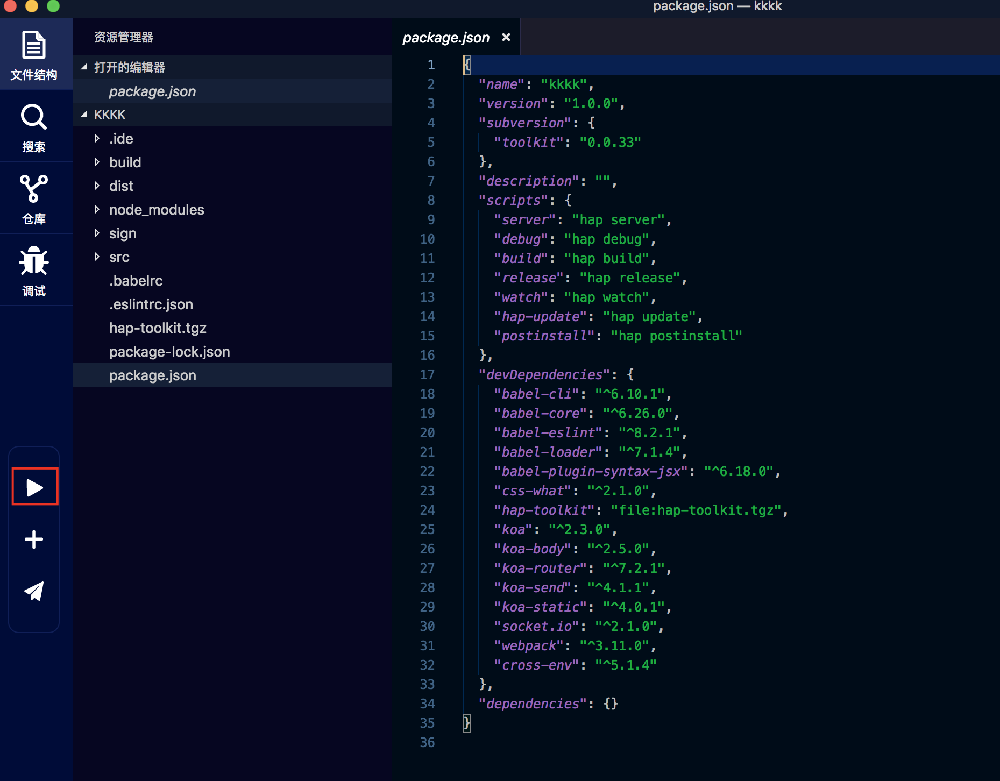 package.json — kkkk
文件结构
搜索
仓库
调试
资源管理器
打开的编辑器
package.json
KKKK
.ide
build
dist
node_modules
sign
src
.babelrc
.eslintrc.json
hap-toolkit.tgz
package-lock.json
package.json
package.json ×
1 {
2 "name": "kkkk",
3 "version": "1.0.0",
4 "subversion": {
5 "toolkit": "0.0.33"
6 },
7 "description": "",
8 "scripts": {
9 "server": "hap server",
10 "debug": "hap debug",
11 "build": "hap build",
12 "release": "hap release",
13 "watch": "hap watch",
14 "hap-update": "hap update",
15 "postinstall": "hap postinstall"
16 },
17 "devDependencies": {
18 "babel-cli": "^6.10.1",
19 "babel-core": "^6.26.0",
20 "babel-eslint": "^8.2.1",
21 "babel-loader": "^7.1.4",
22 "babel-plugin-syntax-jsx": "^6.18.0",
23 "css-what": "^2.1.0",
24 "hap-toolkit": "file:hap-toolkit.tgz",
25 "koa": "^2.3.0",
26 "koa-body": "^2.5.0",
27 "koa-router": "^7.2.1",
28 "koa-send": "^4.1.1",
29 "koa-static": "^4.0.1",
30 "socket.io": "^2.1.0",
31 "webpack": "^3.11.0",
32 "cross-env": "^5.1.4"
33 },
34 "dependencies": {}
35 }
36